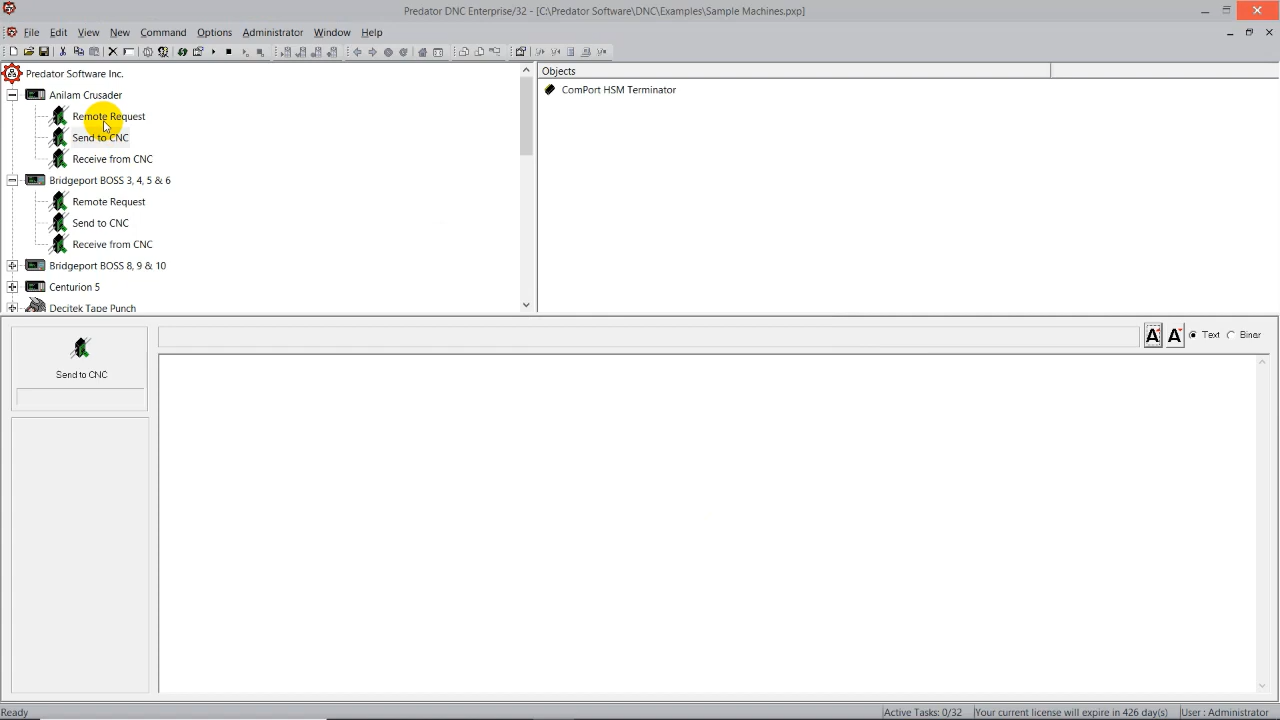 Predator DNC Enterprise/32 - [C:\Predator Software\DNC\Examples\Sample Machines.pxp]
File Edit View New Command Options Administrator Window Help
Predator Software Inc.
Anilam Crusader
Remote Request
Send to CNC
Receive from CNC
Bridgeport BOSS 3, 4, 5 & 6
Remote Request
Send to CNC
Receive from CNC
Bridgeport BOSS 8, 9 & 10
Centurion 5
Decitek Tape Punch
Objects
ComPort HSM Terminator
Send to CNC
A A Text Binar
Ready
Active Tasks: 0/32 Your current license will expire in 426 day(s) User : Administrator